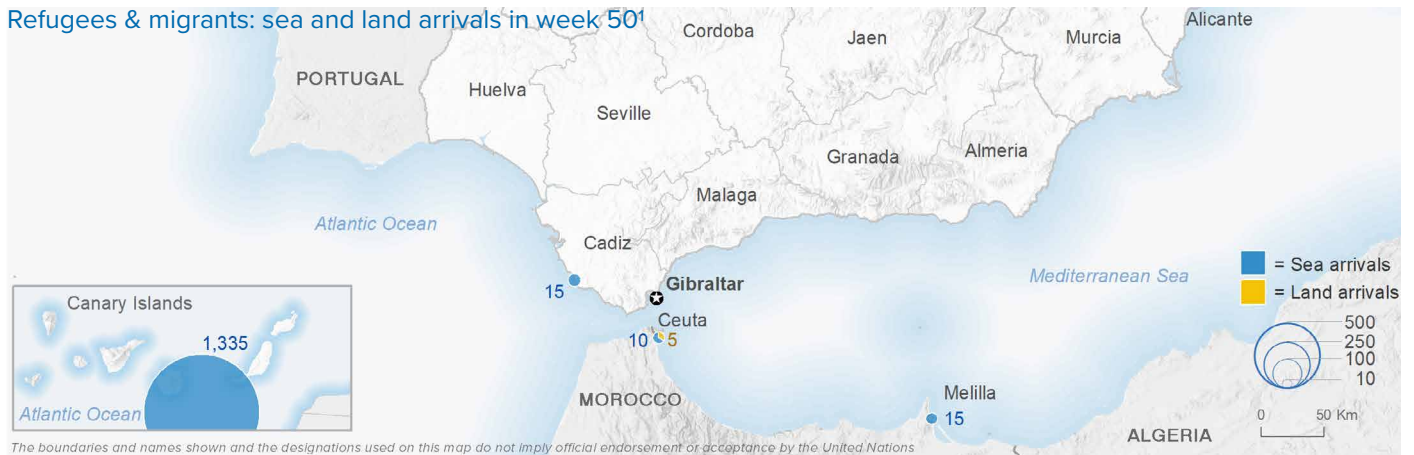 Refugees & migrants: sea and land arrivals in week 50¹
Alicante
Cordoba
Jaen
Murcia
PORTUGAL
Huelva
Seville
Granada
Almeria
Malaga
Atlantic Ocean
Cadiz
Gibraltar
Mediterranean Sea
= Sea arrivals
= Land arrivals
15
Canary Islands
Ceuta
10 5
1,335
500
250
100
10
Melilla
MOROCCO
15
Atlantic Ocean
0 50 Km
ALGERIA
The boundaries and names shown and the designations used on this map do not imply official endorsement or acceptance by the United Nations